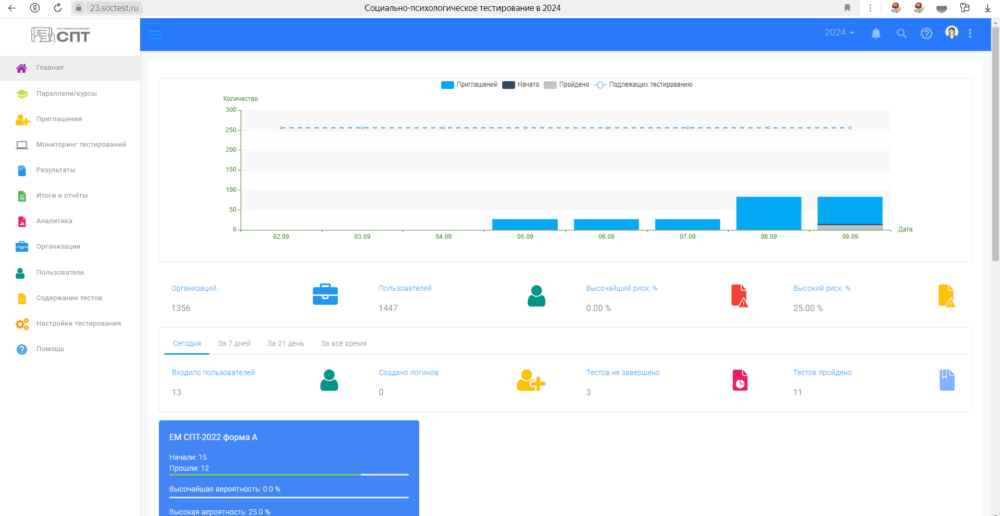 23.soctest.ru
Социально-психологическое тестирование в 2024
ПРОГРАММНЫЙ КОМПЛЕКС
СПТ
2024
Главная
Параллели/курсы
Приглашения
Мониторинг тестирований
Результаты
Итоги и отчёты
Аналитика
Организации
Пользователи
Содержание тестов
Настройки тестирования
Помощь
Приглашений Начато Пройдено Подлежащих тестированию
Количество
300
250
200
150
100
50
0
02.09 03.09 04.09 05.09 06.09 07.09 08.09 09.09
Дата
Организаций
1356
Пользователей
1447
Высочайший риск, %
0.00 %
Высокий риск, %
25.00 %
Сегодня За 7 дней За 21 день За всё время
Входило пользователей
13
Создано логинов
0
Тестов не завершено
3
Тестов пройдено
11
ЕМ СПТ-2022 форма А
Начали: 15
Прошли: 12
Высочайшая вероятность: 0.0 %
Высокая вероятность: 25.0 %